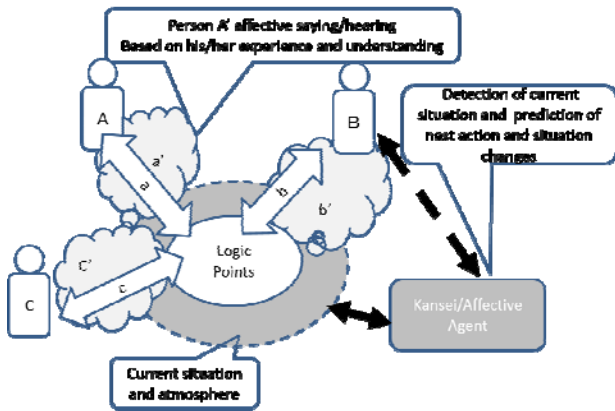 Person A' affective saying/hearing
Based on his/her experience and understanding
A
B
Detection of current
situation and prediction of
nest action and situation
changes
a'
a
b
b'
Logic
Points
C'
c
C
Kansei/Affective
Agent
Current situation
and atmosphere